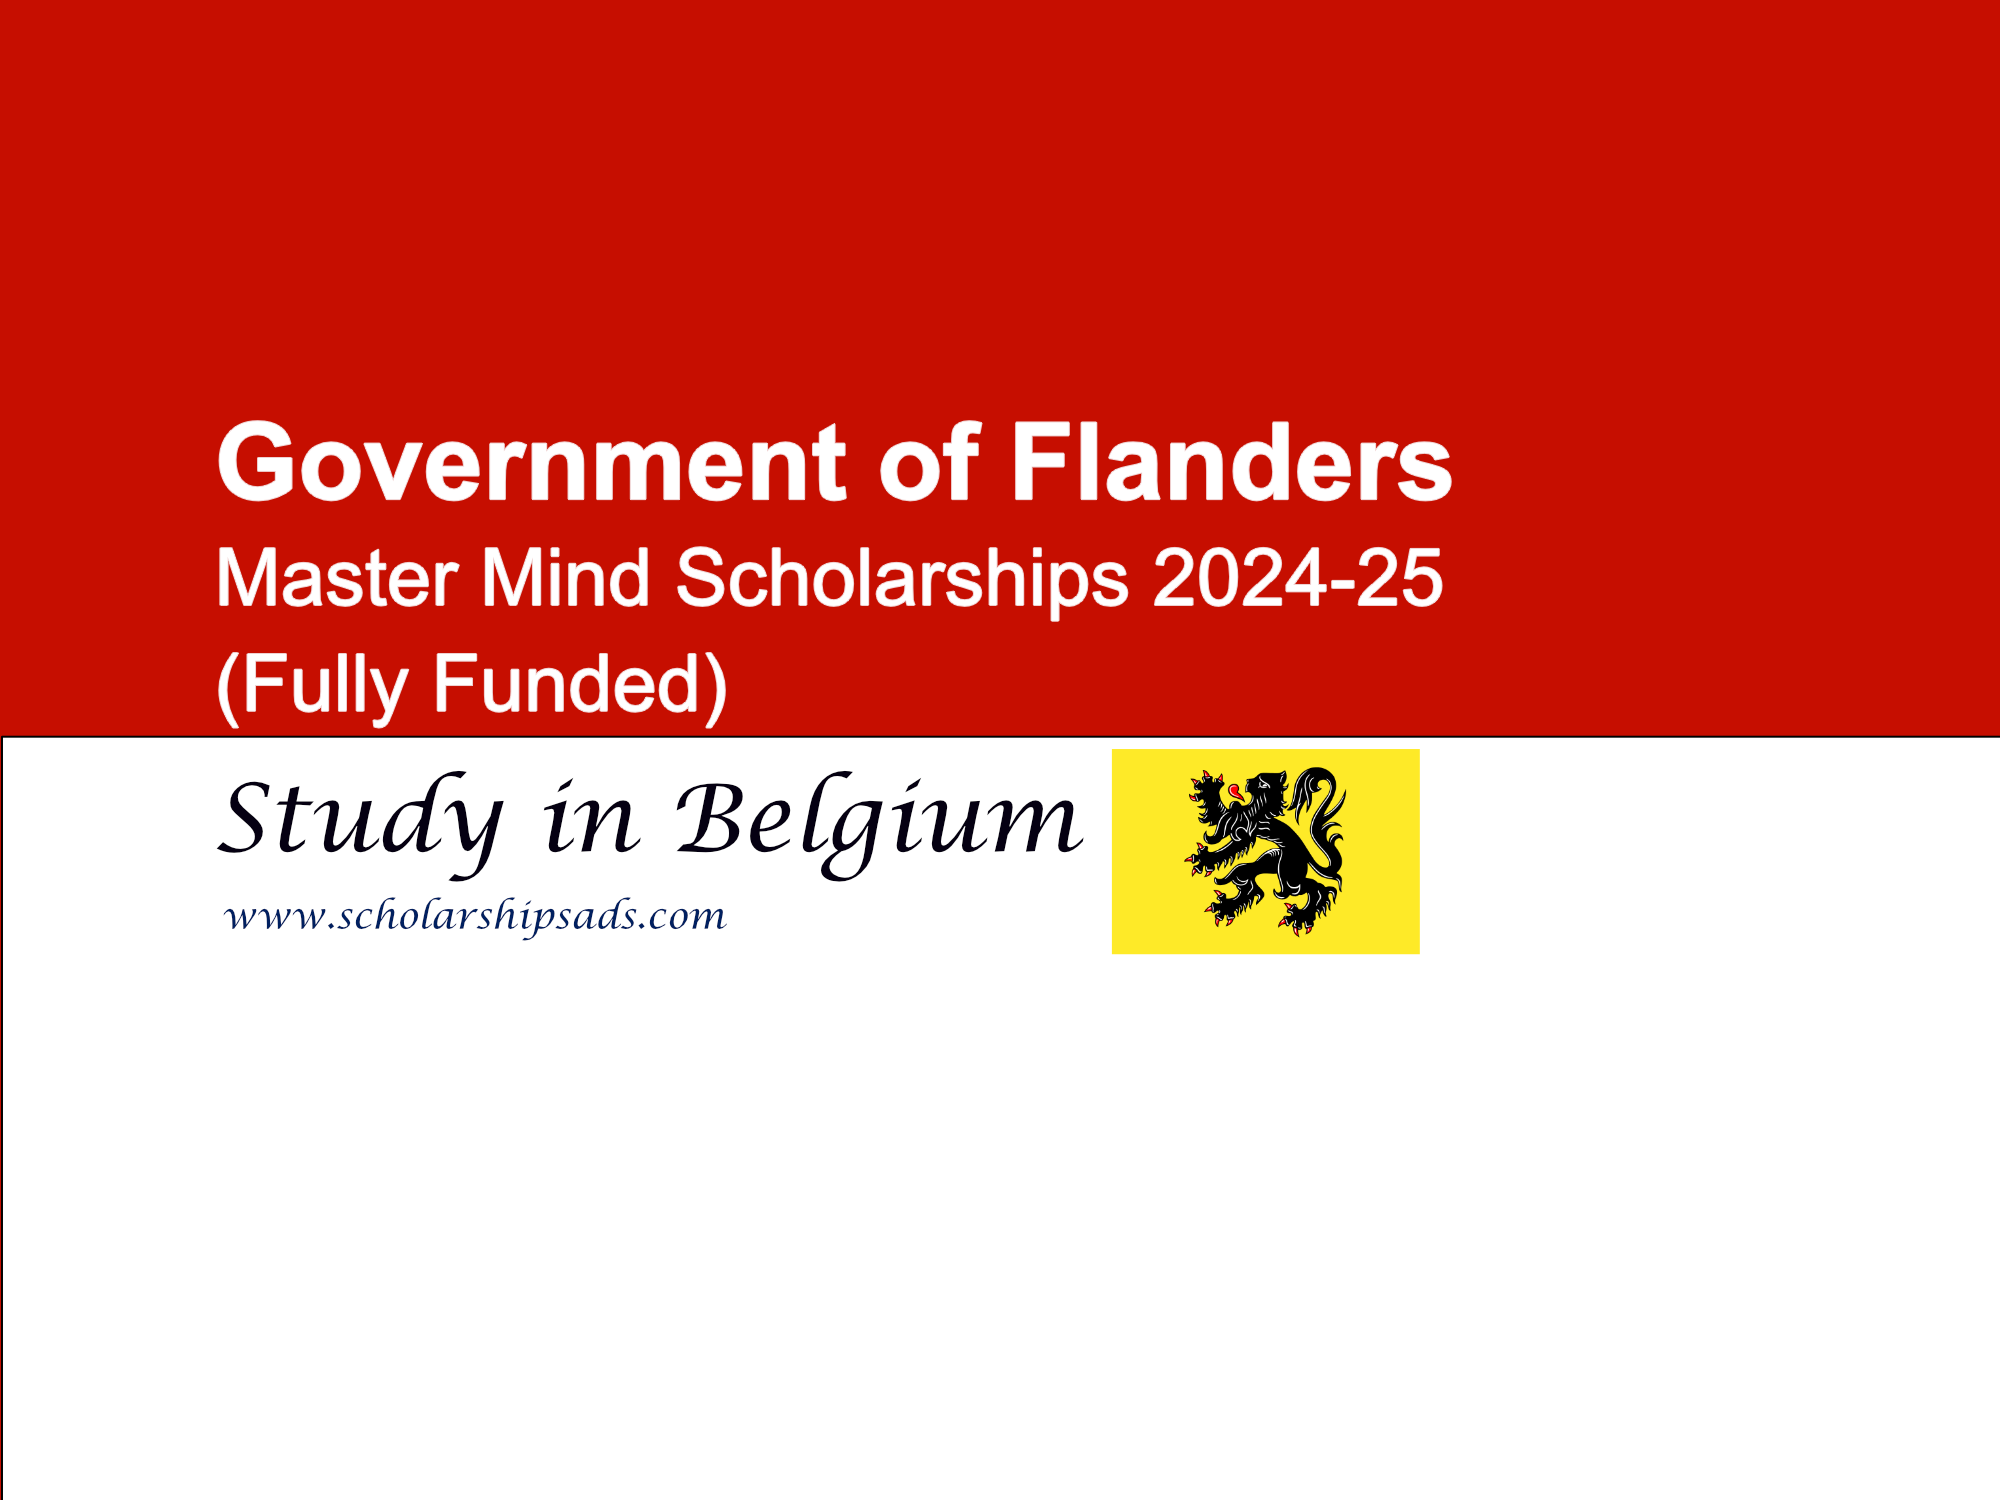 Government of Flanders
Master Mind Scholarships 2024-25
(Fully Funded)
Study in Belgium
www.scholarshipsads.com